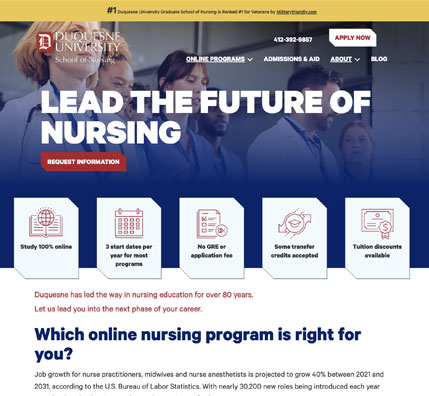 #1 Duquesne University Graduate School of Nursing is Ranked #1 for Veterans by Militaryfriendly.com
DUQUESNE
UNIVERSITY
School of Nursing
412-392-9857
APPLY NOW
ONLINE PROGRAMS
ADMISSIONS & AID
ABOUT
BLOG
LEAD THE FUTURE OF
NURSING
REQUEST INFORMATION
Study 100% online
3 start dates per
year for most
programs
No GRE or
application fee
Some transfer
credits accepted
Tuition discounts
available
Duquesne has led the way in nursing education for over 80 years.
Let us lead you into the next phase of your career.
Which online nursing program is right for
you?
Job growth for nurse practitioners, midwives and nurse anesthetists is projected to grow 40% between 2021 and
2031, according to the U.S. Bureau of Labor Statistics. With nearly 30,200 new roles being introduced each year